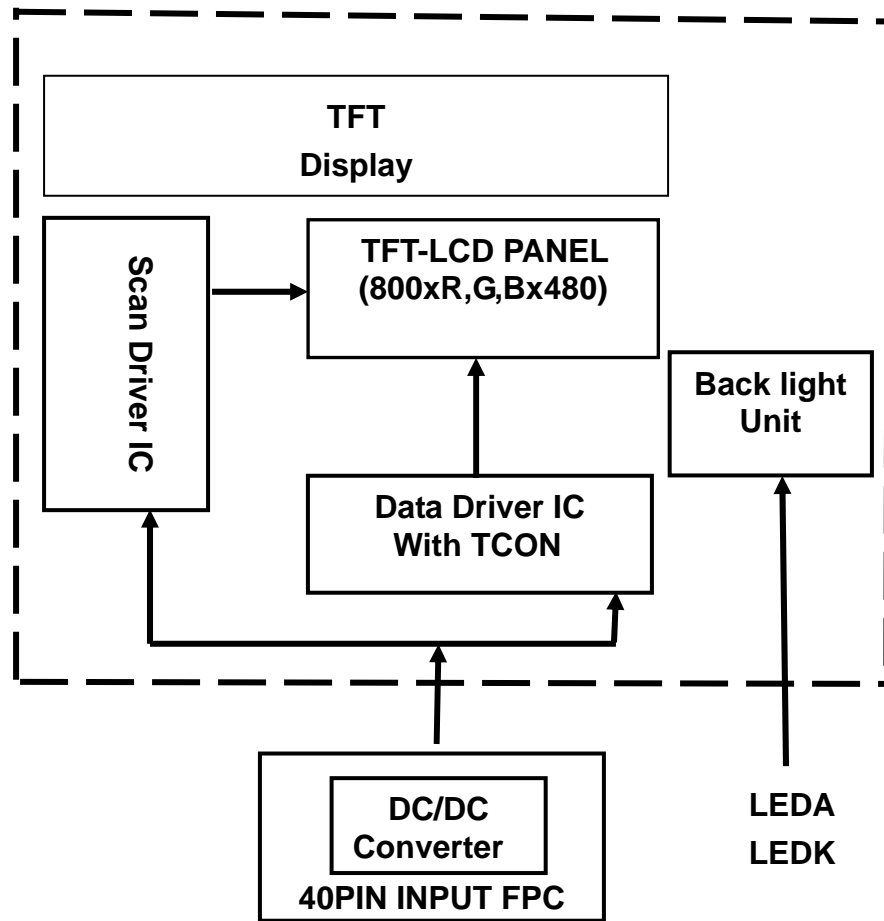 TFT
Display
Scan Driver IC
TFT-LCD PANEL
(800xR,G,Bx480)
Back light
Unit
Data Driver IC
With TCON
DC/DC
Converter
40PIN INPUT FPC
LEDA
LEDK